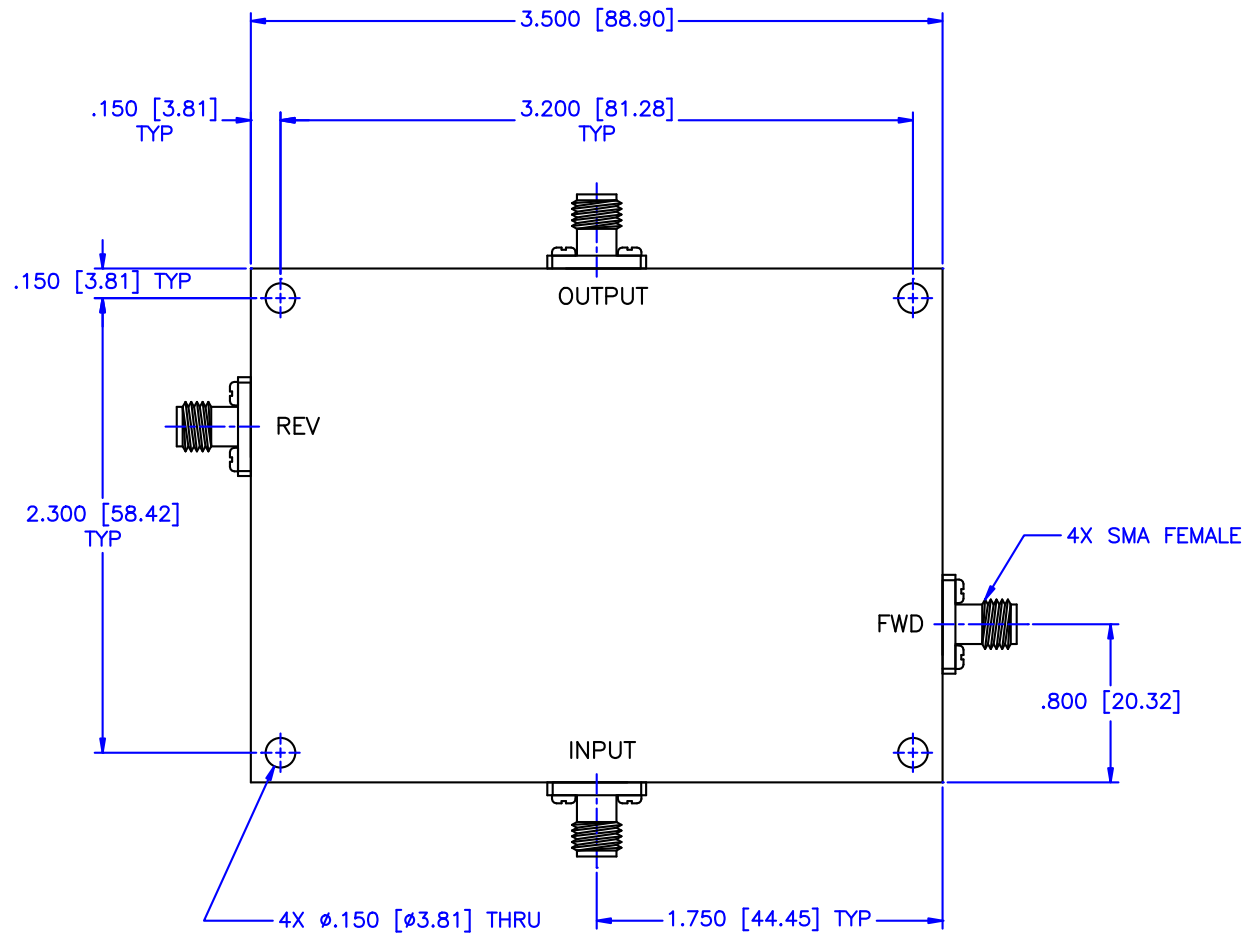 3.500 [88.90]
.150 [3.81]
TYP
3.200 [81.28]
TYP
.150 [3.81] TYP
OUTPUT
REV
2.300 [58.42]
TYP
4X SMA FEMALE
FWD
.800 [20.32]
INPUT
4X ø.150 [ø3.81] THRU
1.750 [44.45] TYP